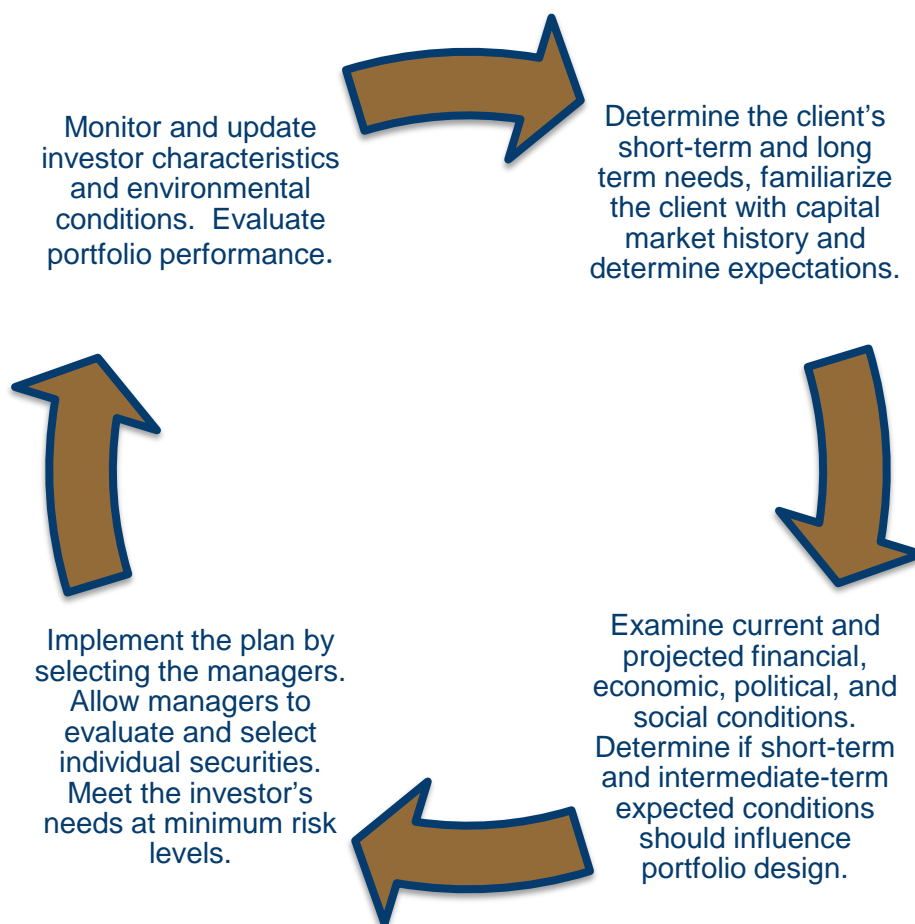 Monitor and update
investor characteristics
and environmental
conditions.  Evaluate
portfolio performance.
Determine the client’s
short-term and long
term needs, familiarize
the client with capital
market history and
determine expectations.
Examine current and
projected financial,
economic, political, and
social conditions.
Determine if short-term
and intermediate-term
expected conditions
should influence
portfolio design.
Implement the plan by
selecting the managers.
Allow managers to
evaluate and select
individual securities.
Meet the investor’s
needs at minimum risk
levels.